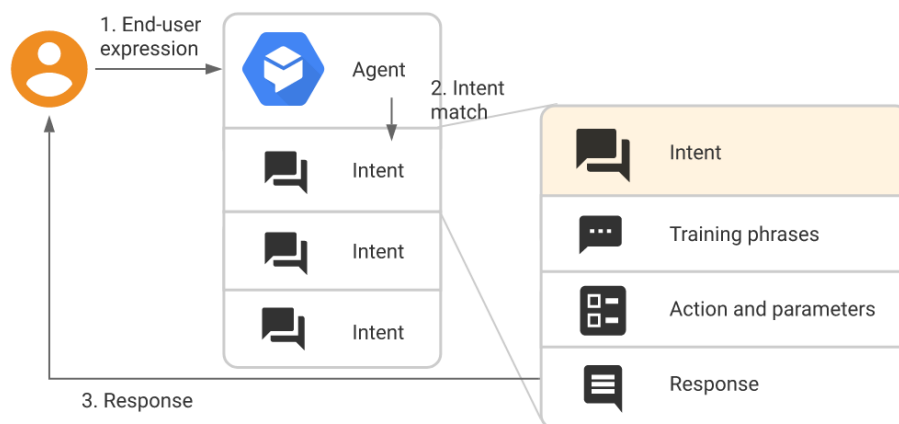 1. End-user
expression
Agent
2. Intent
match
Intent
Intent
Intent
Intent
Training phrases
Action and parameters
Response
3. Response